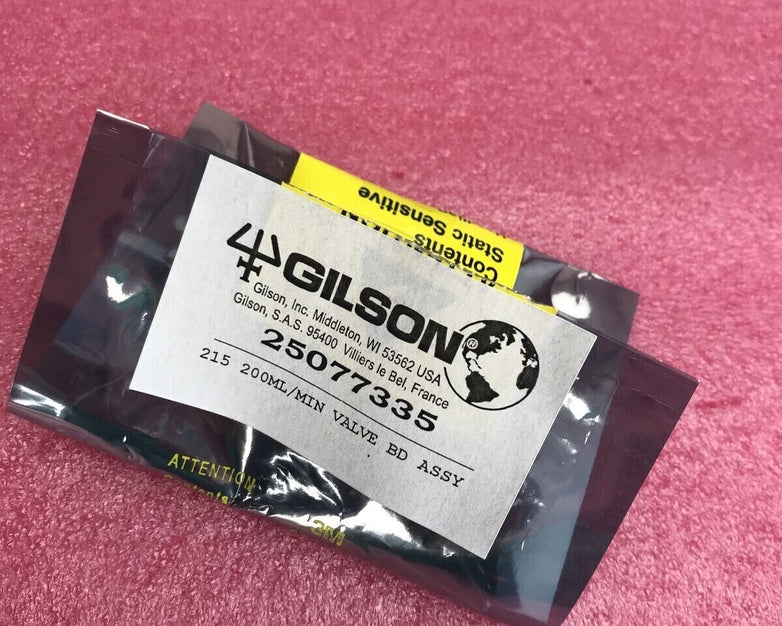 Contents
Static Sensitive
GILSON®
Gilson, Inc. Middleton, WI 53562 USA
Gilson, S.A.S. 95400 Villiers le Bel, France
25077335
215 200ML/MIN VALVE BD ASSY
ATTENTION
3M